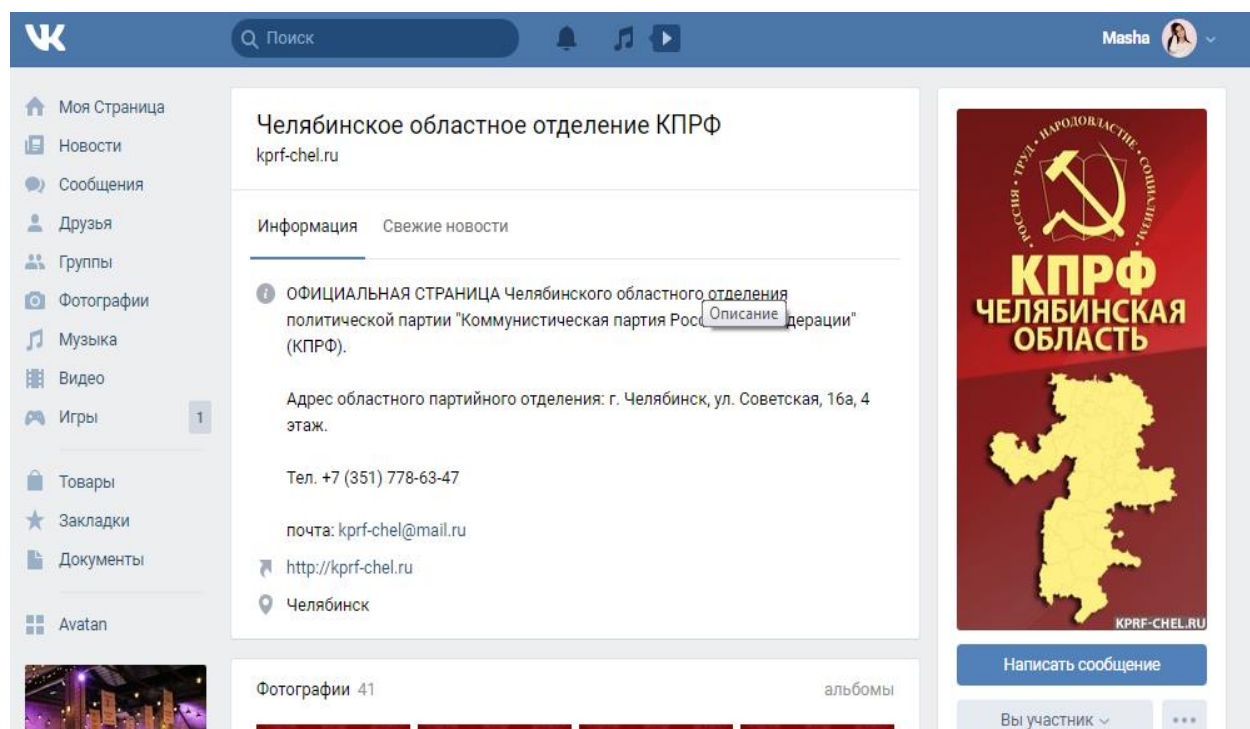 Поиск
Masha
Моя Страница
Новости
Сообщения
Друзья
Группы
Фотографии
Музыка
Видео
Игры 1
Товары
Закладки
Документы
Avatan
Челябинское областное отделение КПРФ
kprf-chel.ru
Информация Свежие новости
ОФИЦИАЛЬНАЯ СТРАНИЦА Челябинского областного отделения
Описание
политической партии "Коммунистическая партия Рос дерации"
(КПРФ).
Адрес областного партийного отделения: г. Челябинск, ул. Советская, 16а, 4
этаж.
Тел. +7 (351) 778-63-47
почта: kprf-chel@mail.ru
http://kprf-chel.ru
Челябинск
Фотографии 41 альбомы
РОССИЯ • ТРУД • НАРОДОВЛАСТИЕ • СОЦИАЛИЗМ
КПРФ
ЧЕЛЯБИНСКАЯ
ОБЛАСТЬ
KPRF-CHEL.RU
Написать сообщение
Вы участник